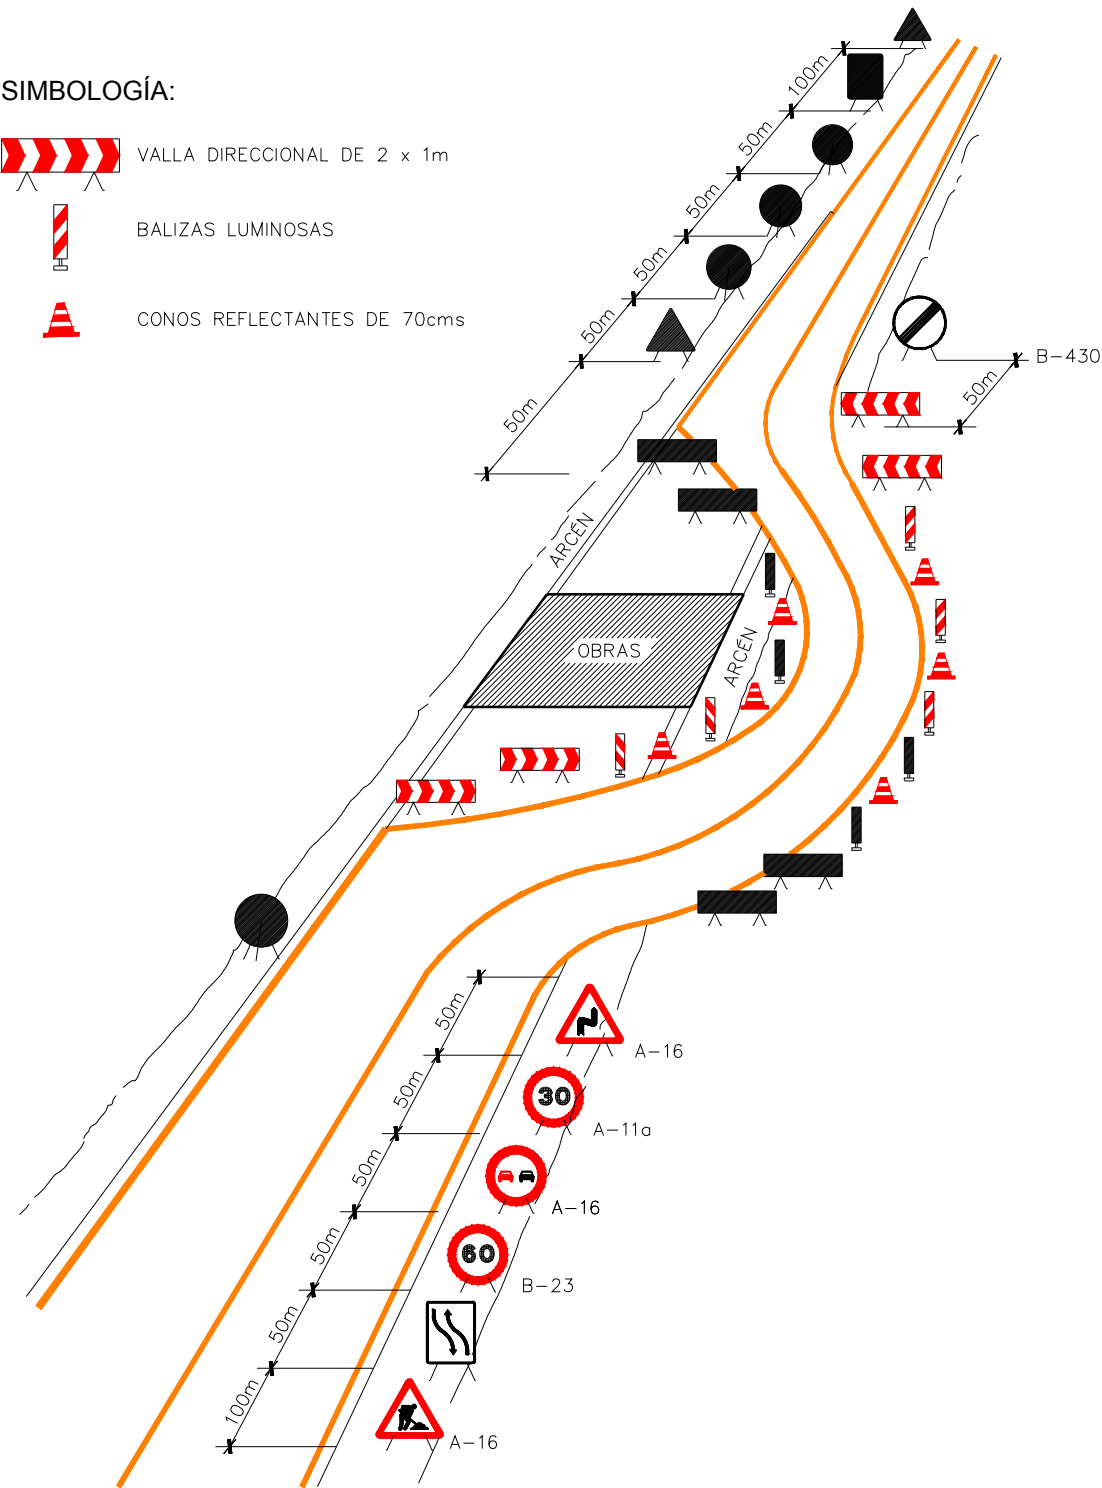 SIMBOLOGÍA:
VALLA DIRECCIONAL DE 2 x 1m
BALIZAS LUMINOSAS
CONOS REFLECTANTES DE 70cms
100m
50m
50m
50m
50m
50m
B-430
50m
ARCÉN
OBRAS
ARCÉN
50m
A-16
50m
30
A-11a
50m
A-16
50m
60
B-23
50m
100m
A-16